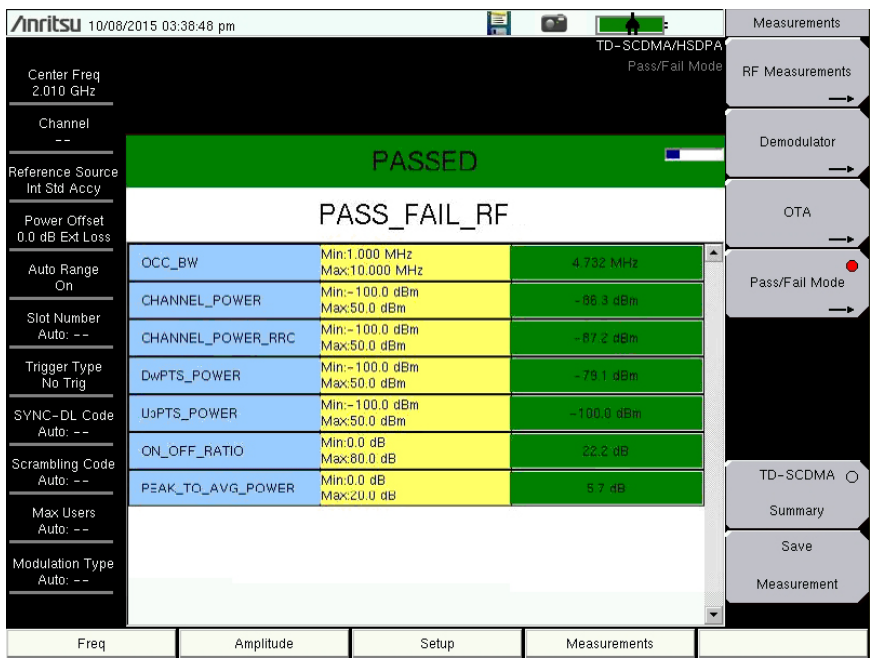 Anritsu 10/08/2015 03:38:48 pm
TD-SCDMA/HSDPA
Pass/Fail Mode
Center Freq
2.010 GHz
Channel
--
Reference Source
Int Std Accy
Power Offset
0.0 dB Ext Loss
Auto Range
On
Slot Number
Auto: --
Trigger Type
No Trig
SYNC-DL Code
Auto: --
Scrambling Code
Auto: --
Max Users
Auto: --
Modulation Type
Auto: --
PASSED
PASS_FAIL_RF
OCC_BW
Min:1.000 MHz
Max:10.000 MHz
4.732 MHz
CHANNEL_POWER
Min:-100.0 dBm
Max:50.0 dBm
-86.3 dBm
CHANNEL_POWER_RRC
Min:-100.0 dBm
Max:50.0 dBm
-87.2 dBm
DwPTS_POWER
Min:-100.0 dBm
Max:50.0 dBm
-79.1 dBm
UpPTS_POWER
Min:-100.0 dBm
Max:50.0 dBm
-100.0 dBm
ON_OFF_RATIO
Min:0.0 dB
Max:80.0 dB
22.2 dB
PEAK_TO_AVG_POWER
Min:0.0 dB
Max:20.0 dB
5.7 dB
Measurements
RF Measurements
Demodulator
OTA
Pass/Fail Mode
TD-SCDMA
Summary
Save
Measurement
Freq
Amplitude
Setup
Measurements